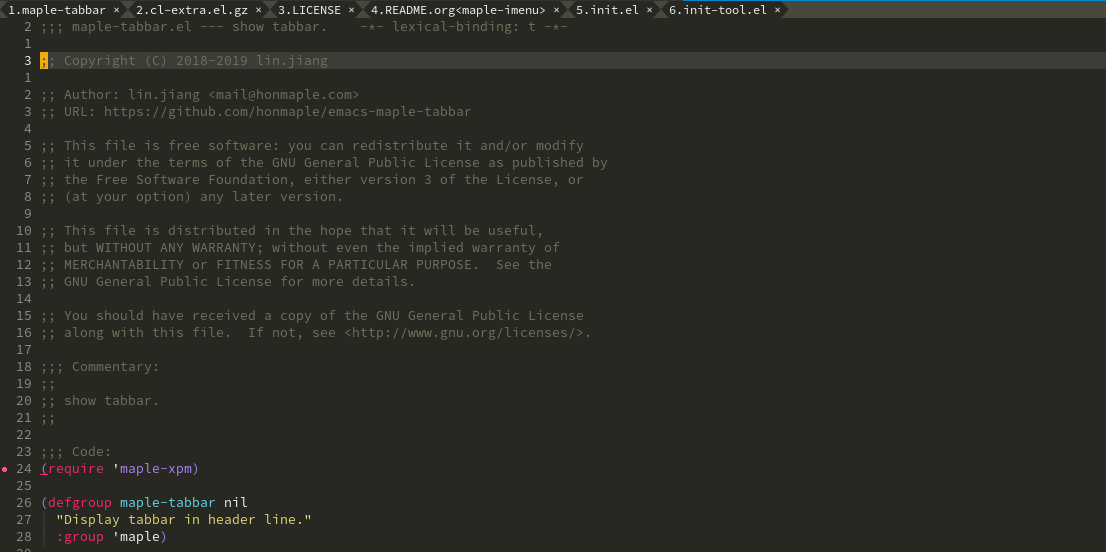 1.maple-tabbar × 2.cl-extra.el.gz × 3.LICENSE × 4.README.org<maple-imenu> × 5.init.el × 6.init-tool.el ×
2 ;;; maple-tabbar.el --- show tabbar.    -*- lexical-binding: t -*-
1
3 ;; Copyright (C) 2018-2019 lin.jiang
1
2 ;; Author: lin.jiang <mail@honmaple.com>
3 ;; URL: https://github.com/honmaple/emacs-maple-tabbar
4
5 ;; This file is free software: you can redistribute it and/or modify
6 ;; it under the terms of the GNU General Public License as published by
7 ;; the Free Software Foundation, either version 3 of the License, or
8 ;; (at your option) any later version.
9
10 ;; This file is distributed in the hope that it will be useful,
11 ;; but WITHOUT ANY WARRANTY; without even the implied warranty of
12 ;; MERCHANTABILITY or FITNESS FOR A PARTICULAR PURPOSE.  See the
13 ;; GNU General Public License for more details.
14
15 ;; You should have received a copy of the GNU General Public License
16 ;; along with this file.  If not, see <http://www.gnu.org/licenses/>.
17
18 ;;; Commentary:
19 ;;
20 ;; show tabbar.
21 ;;
22
23 ;;; Code:
24 (require 'maple-xpm)
25
26 (defgroup maple-tabbar nil
27   "Display tabbar in header line."
28   :group 'maple)